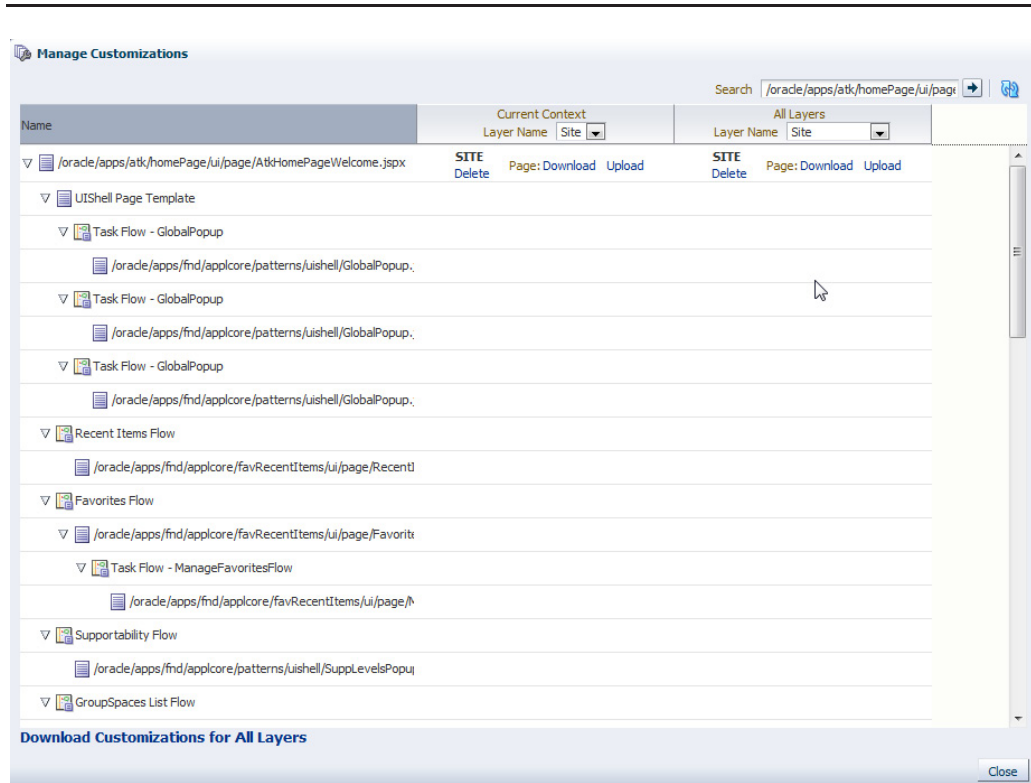 Manage Customizations
Search /oracle/apps/atk/homePage/ui/page
Name
Current Context
Layer Name Site
All Layers
Layer Name Site
/oracle/apps/atk/homePage/ui/page/AtkHomePageWelcome.jspx
SITE
Delete
Page: Download Upload
SITE
Delete
Page: Download Upload
UIShell Page Template
Task Flow - GlobalPopup
/oracle/apps/fnd/applcore/patterns/uishell/GlobalPopup.
Task Flow - GlobalPopup
/oracle/apps/fnd/applcore/patterns/uishell/GlobalPopup.
Task Flow - GlobalPopup
/oracle/apps/fnd/applcore/patterns/uishell/GlobalPopup.
Recent Items Flow
/oracle/apps/fnd/applcore/favRecentItems/ui/page/RecentI
Favorites Flow
/oracle/apps/fnd/applcore/favRecentItems/ui/page/Favorite
Task Flow - ManageFavoritesFlow
/oracle/apps/fnd/applcore/favRecentItems/ui/page/M
Supportability Flow
/oracle/apps/fnd/applcore/patterns/uishell/SuppLevelsPopup
GroupSpaces List Flow
Download Customizations for All Layers
Close